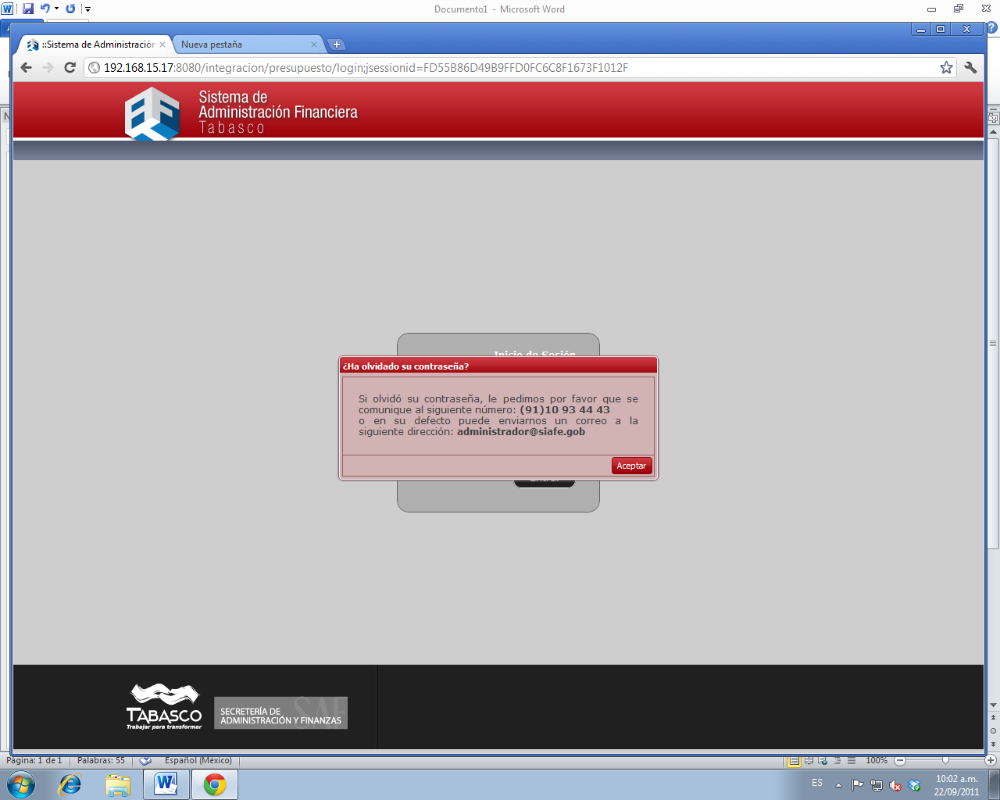 Documento1 - Microsoft Word
::Sistema de Administración
Nueva pestaña
192.168.15.17:8080/integracion/presupuesto/login;jsessionid=FD55B86D49B9FFD0FC6C8F1673F1012F
Sistema de
Administración Financiera
Tabasco
Inicio de Sesión
¿Ha olvidado su contraseña?
Si olvidó su contraseña, le pedimos por favor que se
comunique al siguiente número: (91)10 93 44 43
o en su defecto puede enviarnos un correo a la
siguiente dirección: administrador@siafe.gob
Aceptar
TABASCO
Trabajar para transformar
SAF
SECRETERÍA DE
ADMINISTRACIÓN Y FINANZAS
Página: 1 de 1
Palabras: 55
Español (México)
100%
ES
10:02 a.m.
22/09/2011